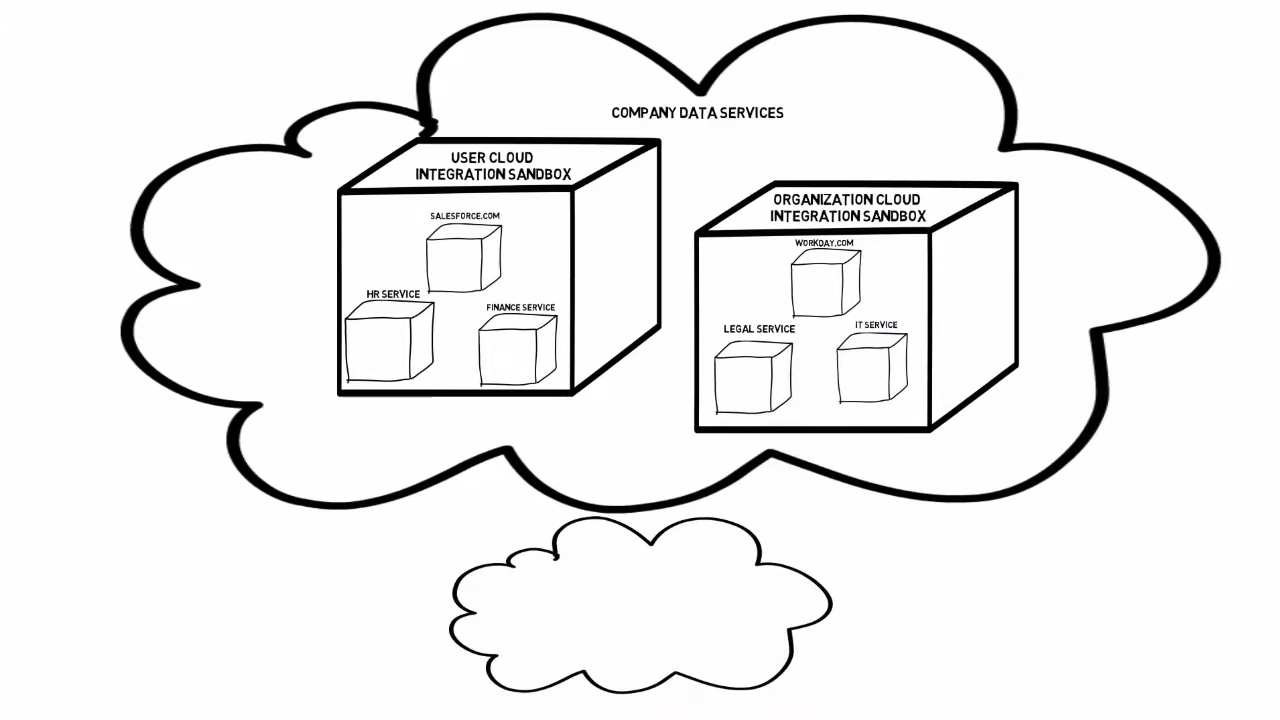 COMPANY DATA SERVICES
USER CLOUD
INTEGRATION SANDBOX
SALESFORCE.COM
HR SERVICE
FINANCE SERVICE
ORGANIZATION CLOUD
INTEGRATION SANDBOX
WORKDAY.COM
LEGAL SERVICE
IT SERVICE